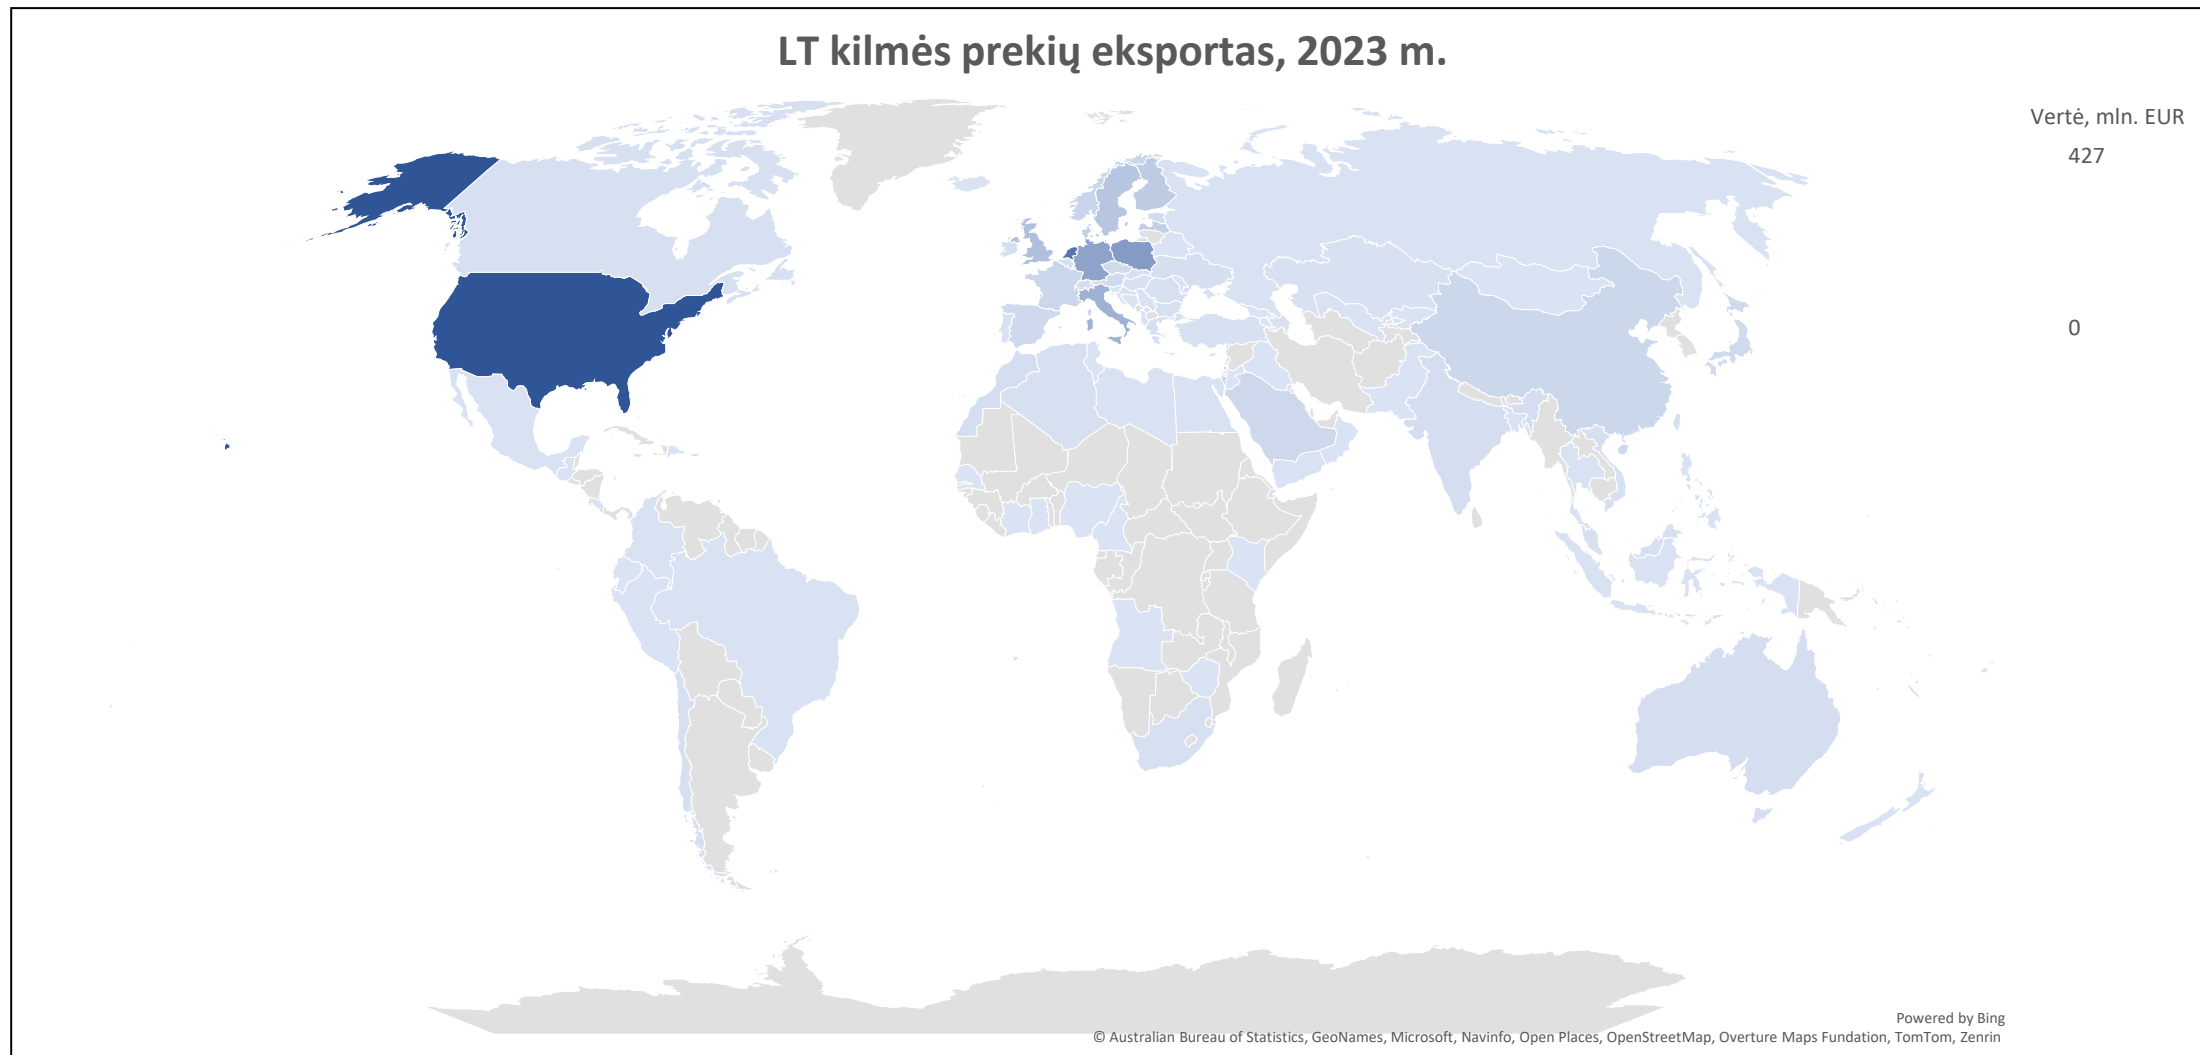 LT kilmės prekių eksportas, 2023 m.
Vertė, mln. EUR
427
0
Powered by Bing
© Australian Bureau of Statistics, GeoNames, Microsoft, Navinfo, Open Places, OpenStreetMap, Overture Maps Fundation, TomTom, Zenrin